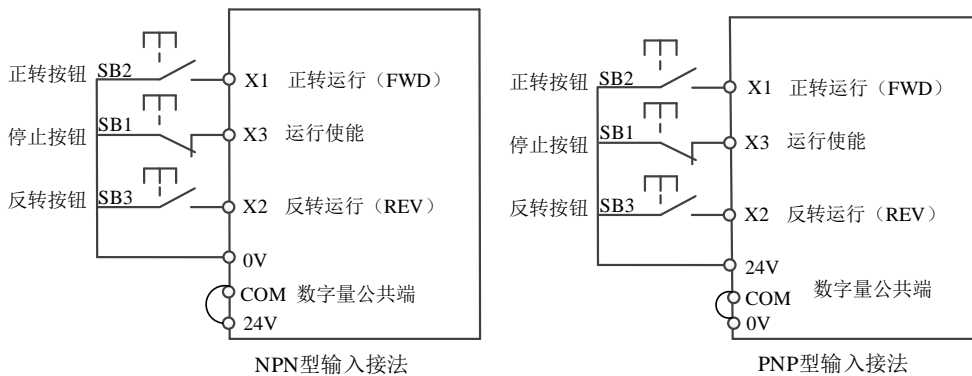 正转按钮 SB2 X1 正转运行（FWD）
停止按钮 SB1 X3 运行使能
反转按钮 SB3 X2 反转运行（REV）
0V
COM 数字量公共端
24V
NPN型输入接法
正转按钮 SB2 X1 正转运行（FWD）
停止按钮 SB1 X3 运行使能
反转按钮 SB3 X2 反转运行（REV）
24V
COM 数字量公共端
0V
PNP型输入接法